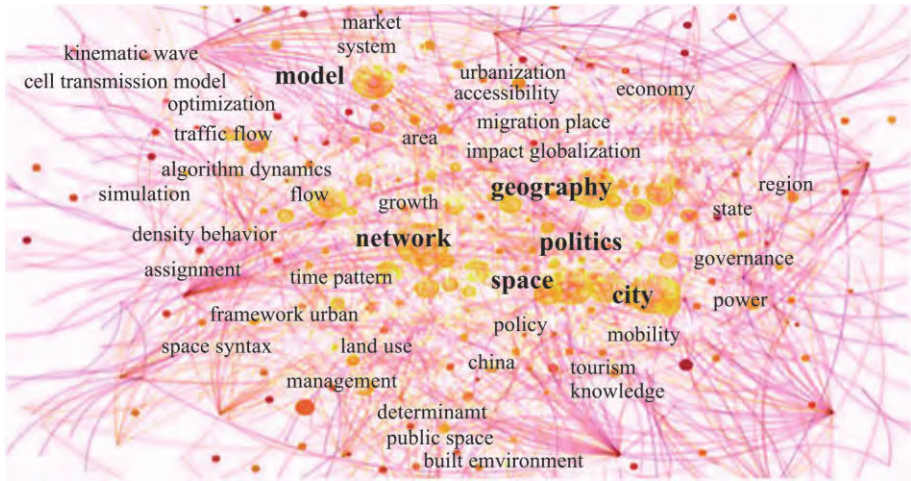 market
system
kinematic wave
model
urbanization
cell transmission model
accessibility
economy
optimization
migration place
traffic flow
area
impact globalization
algorithm dynamics
geography
region
simulation
flow
growth
state
density behavior
network
politics
governance
assignment
time pattern
space
city
power
framework urban
policy
mobility
space syntax
land use
china
tourism
management
knowledge
determinamt
public space
built emvironment